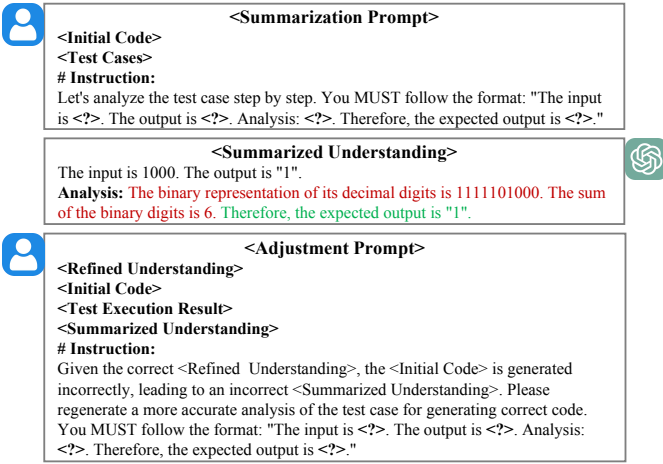 <Summarization Prompt>
<Initial Code>
<Test Cases>
# Instruction:
Let's analyze the test case step by step. You MUST follow the format: "The input
is <?>. The output is <?>. Analysis: <?>. Therefore, the expected output is <?>."
<Summarized Understanding>
The input is 1000. The output is "1".
Analysis: The binary representation of its decimal digits is 1111101000. The sum
of the binary digits is 6. Therefore, the expected output is "1".
<Adjustment Prompt>
<Refined Understanding>
<Initial Code>
<Test Execution Result>
<Summarized Understanding>
# Instruction:
Given the correct <Refined  Understanding>, the <Initial Code> is generated
incorrectly, leading to an incorrect <Summarized Understanding>. Please
regenerate a more accurate analysis of the test case for generating correct code.
You MUST follow the format: "The input is <?>. The output is <?>. Analysis:
<?>. Therefore, the expected output is <?>."